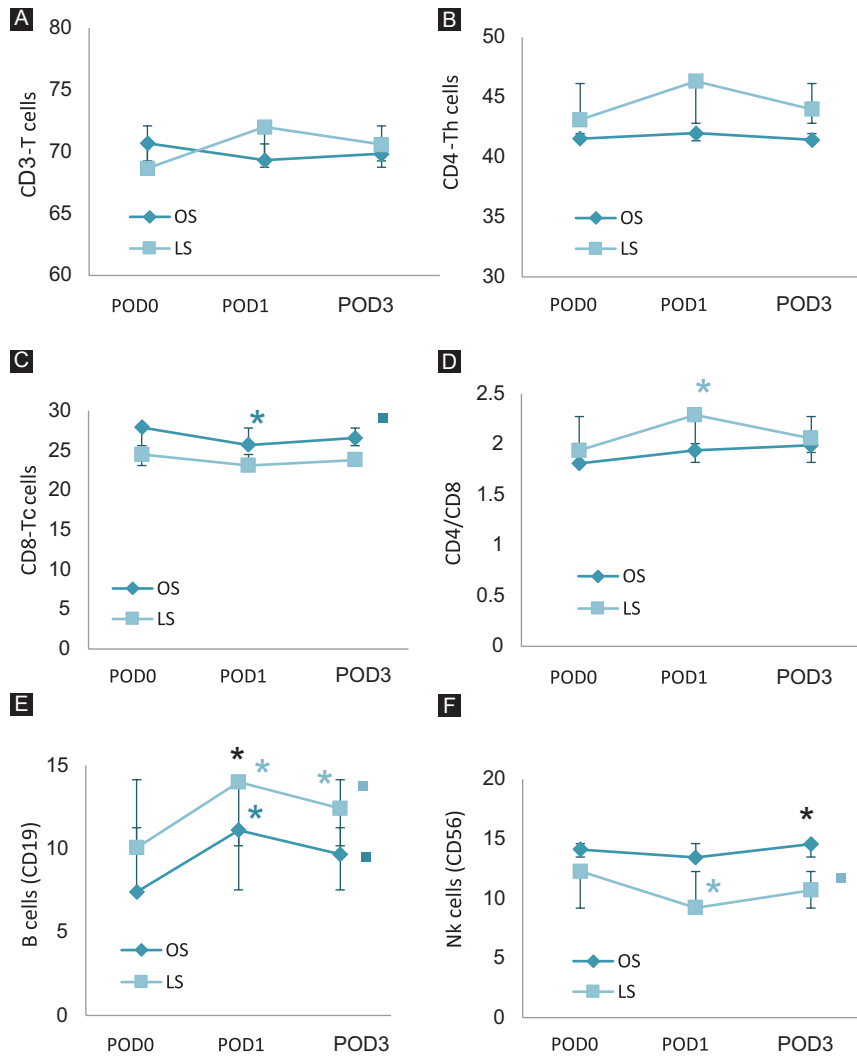 A
80
75
70
65
60
CD3-T cells
OS
LS
POD0 POD1 POD3
B
50
45
40
35
30
CD4-Th cells
OS
LS
POD0 POD1 POD3
C
30
25
20
15
10
5
0
CD8-Tc cells
*
OS
LS
POD0 POD1 POD3
D
2.5
2
1.5
1
0.5
0
CD4/CD8
*
OS
LS
POD0 POD1 POD3
E
15
10
5
0
B cells (CD19)
* * *
*
OS
LS
POD0 POD1 POD3
F
20
15
10
5
0
Nk cells (CD56)
*
*
OS
LS
POD0 POD1 POD3